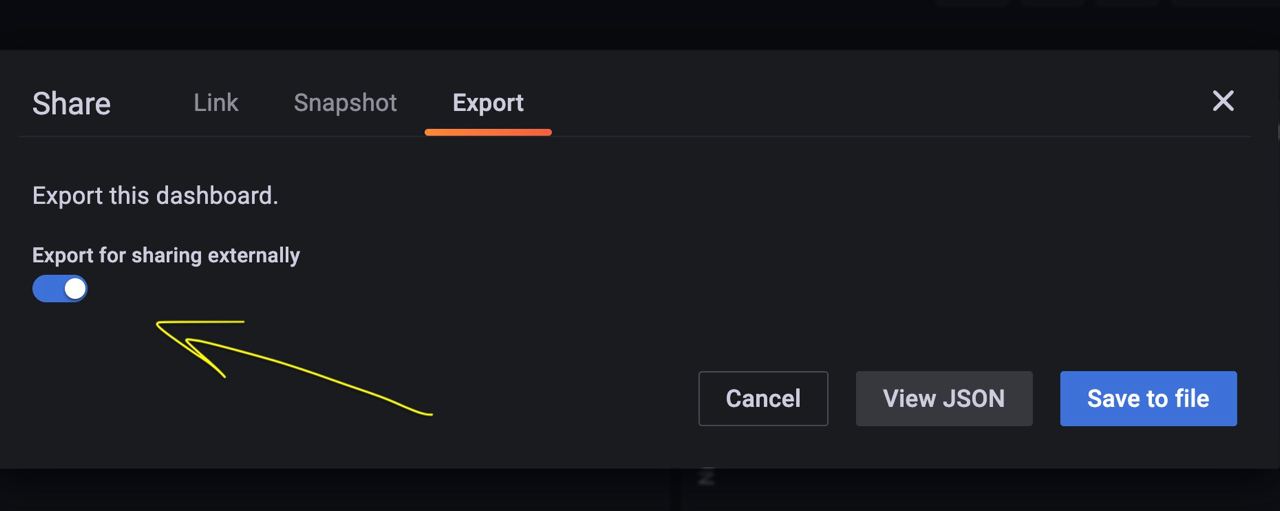 Share Link Snapshot Export
Export this dashboard.
Export for sharing externally
Cancel View JSON Save to file